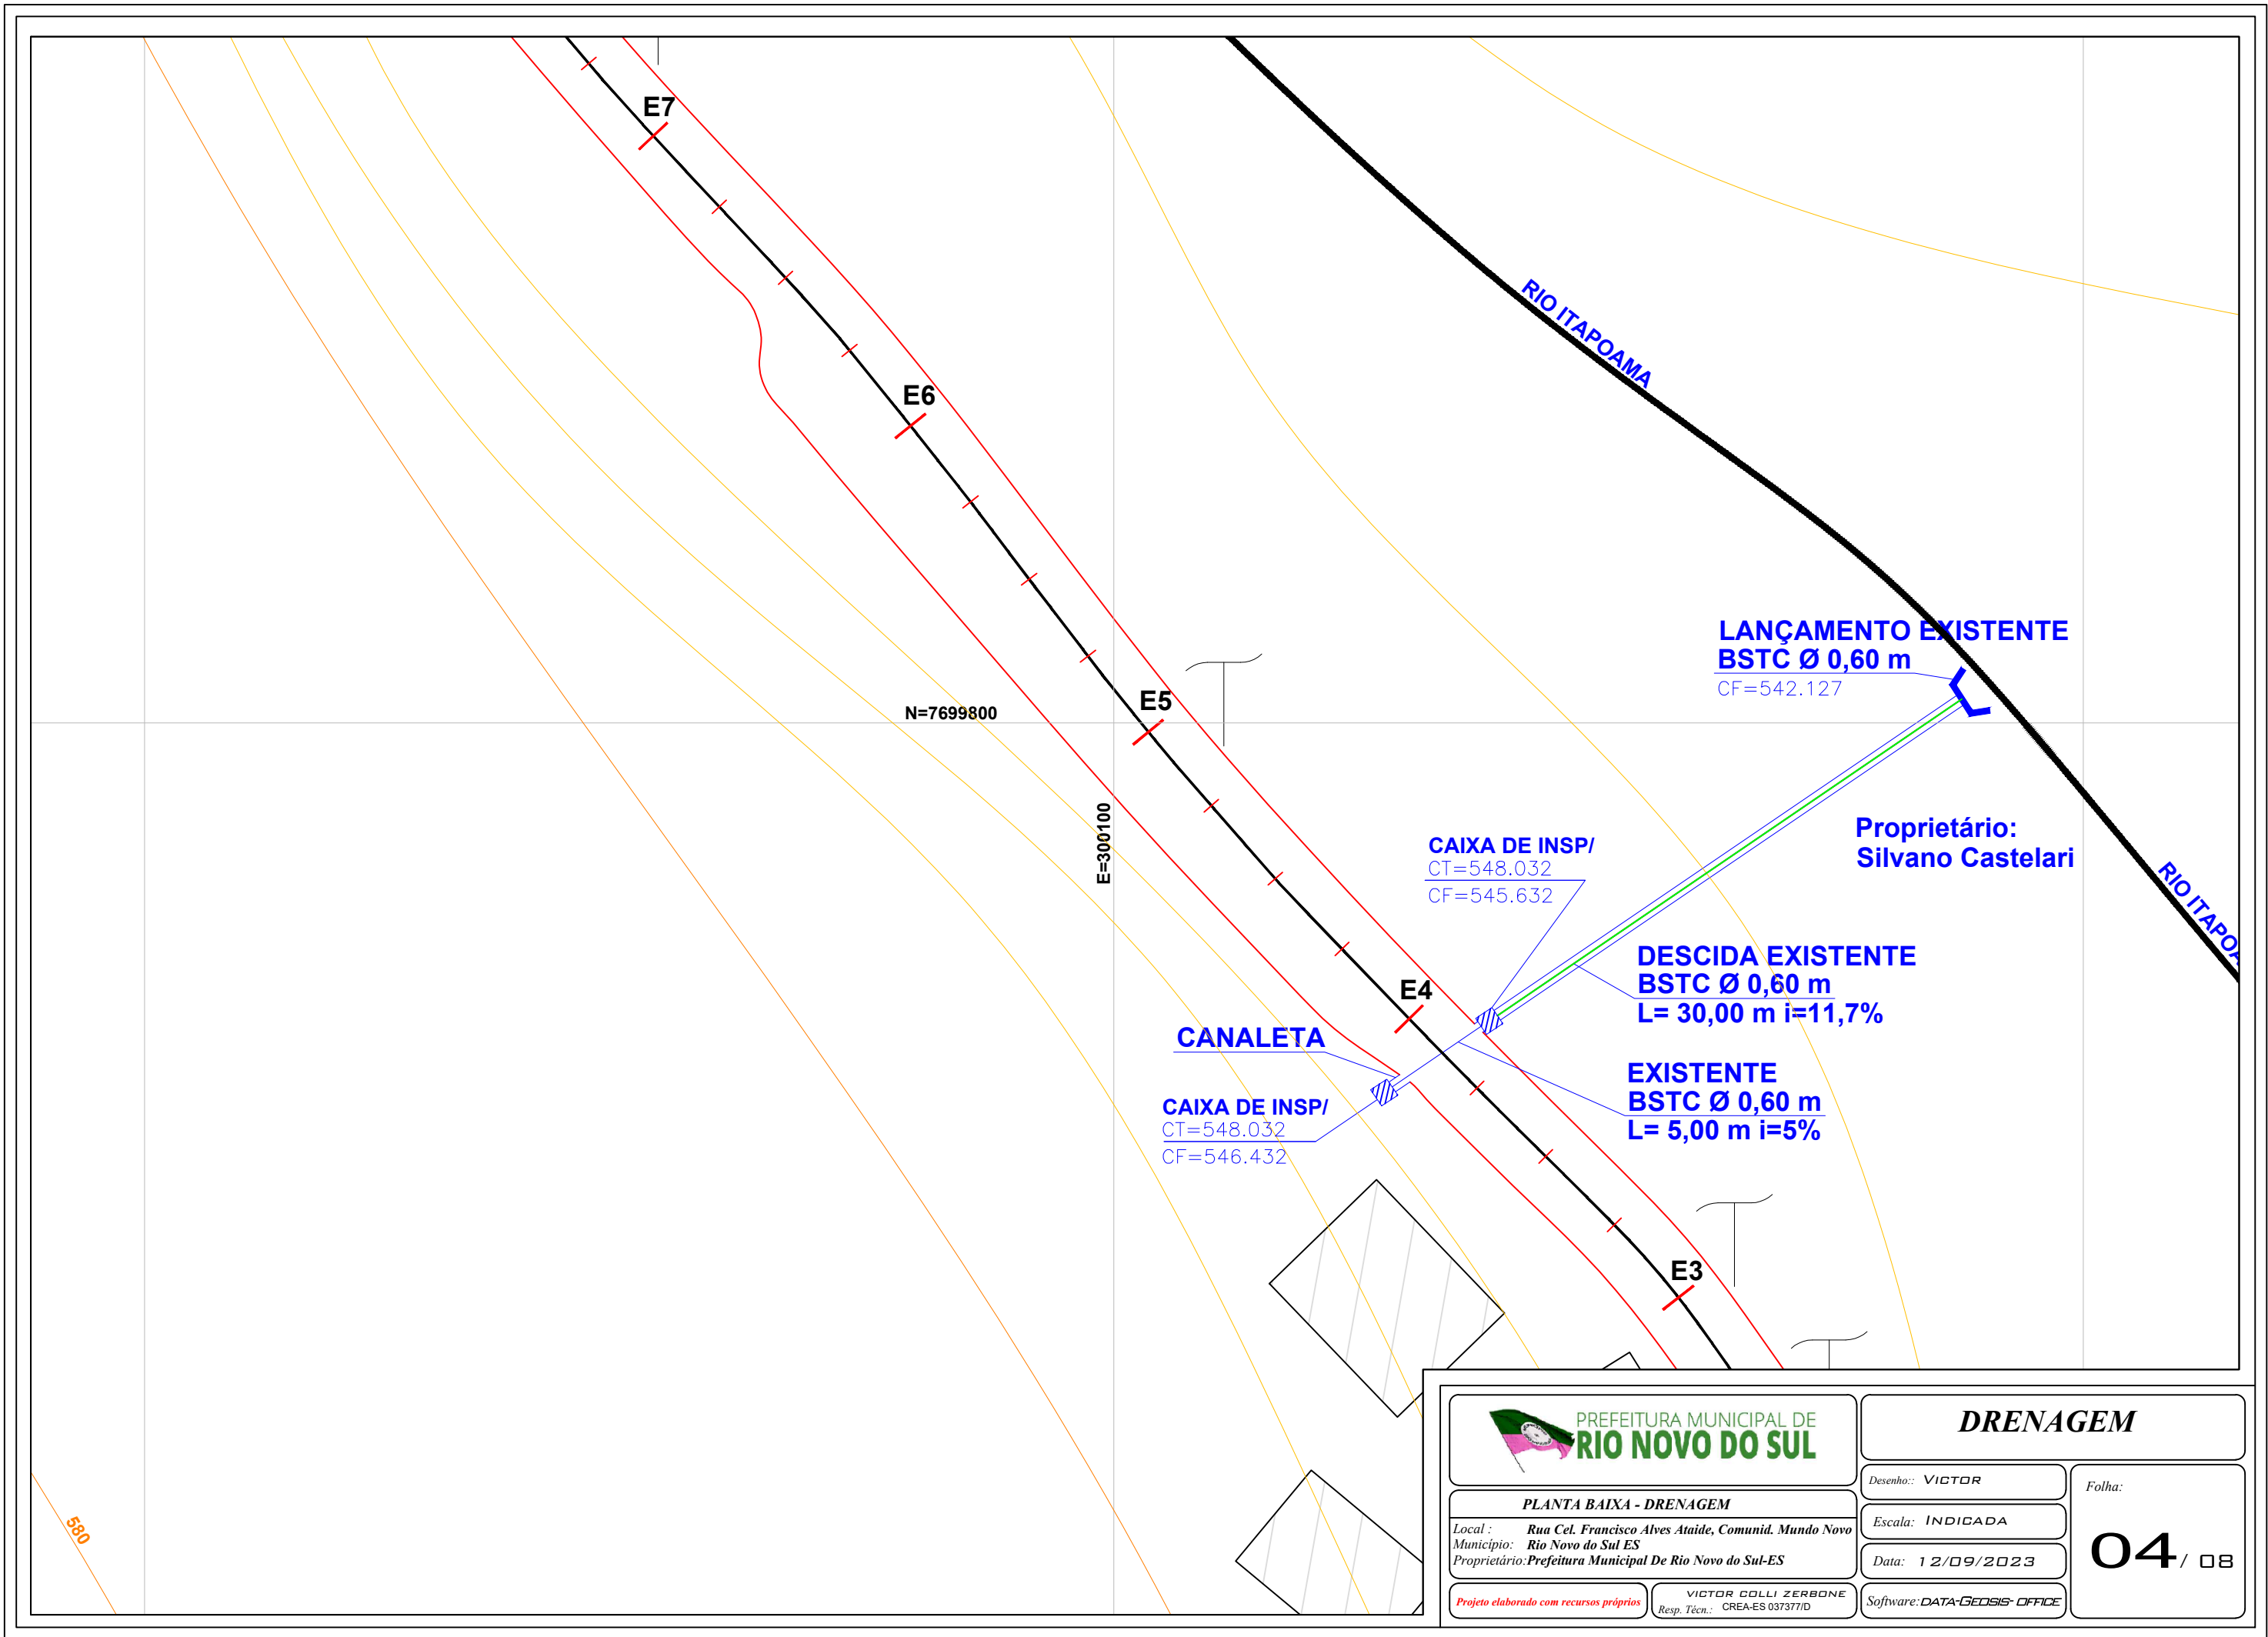 E7
E6
RIO ITAPOAMA
LANÇAMENTO EXISTENTE
BSTC Ø 0,60 m
CF=542.127
E5
N=7699800
E=300100
Proprietário:
Silvano Castelari
CAIXA DE INSP/
CT=548.032
CF=545.632
RIO ITAPOA
DESCIDA EXISTENTE
BSTC Ø 0,60 m
L= 30,00 m i=11,7%
E4
CANALETA
EXISTENTE
BSTC Ø 0,60 m
L= 5,00 m i=5%
CAIXA DE INSP/
CT=548.032
CF=546.432
E3
580
PREFEITURA MUNICIPAL DE
RIO NOVO DO SUL
DRENAGEM
PLANTA BAIXA - DRENAGEM
Local : Rua Cel. Francisco Alves Ataide, Comunid. Mundo Novo
Município: Rio Novo do Sul ES
Proprietário: Prefeitura Municipal De Rio Novo do Sul-ES
Projeto elaborado com recursos próprios
VICTOR COLLI ZERBONE
Resp. Técn.: CREA-ES 037377/D
Desenho:: VICTOR
Escala: INDICADA
Data: 12/09/2023
Software: DATA-GEOSIS- OFFICE
Folha:
04/ 08